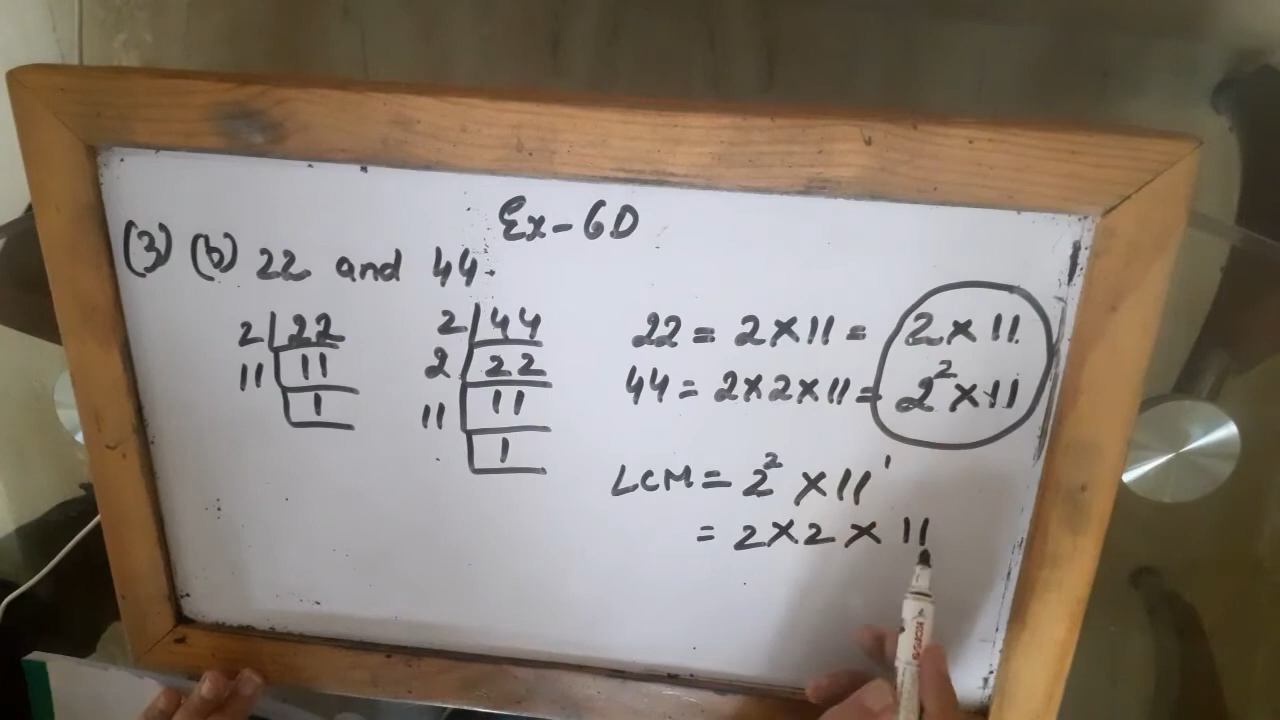 Ex-6D
(3) (b) 22 and 44.
2 | 22
11 | 11
1
2 | 44
2 | 22
11 | 11
1
22 = 2×11 = 2×11
44 = 2×2×11 = 2²×11
LCM = 2² × 11¹
= 2×2×11